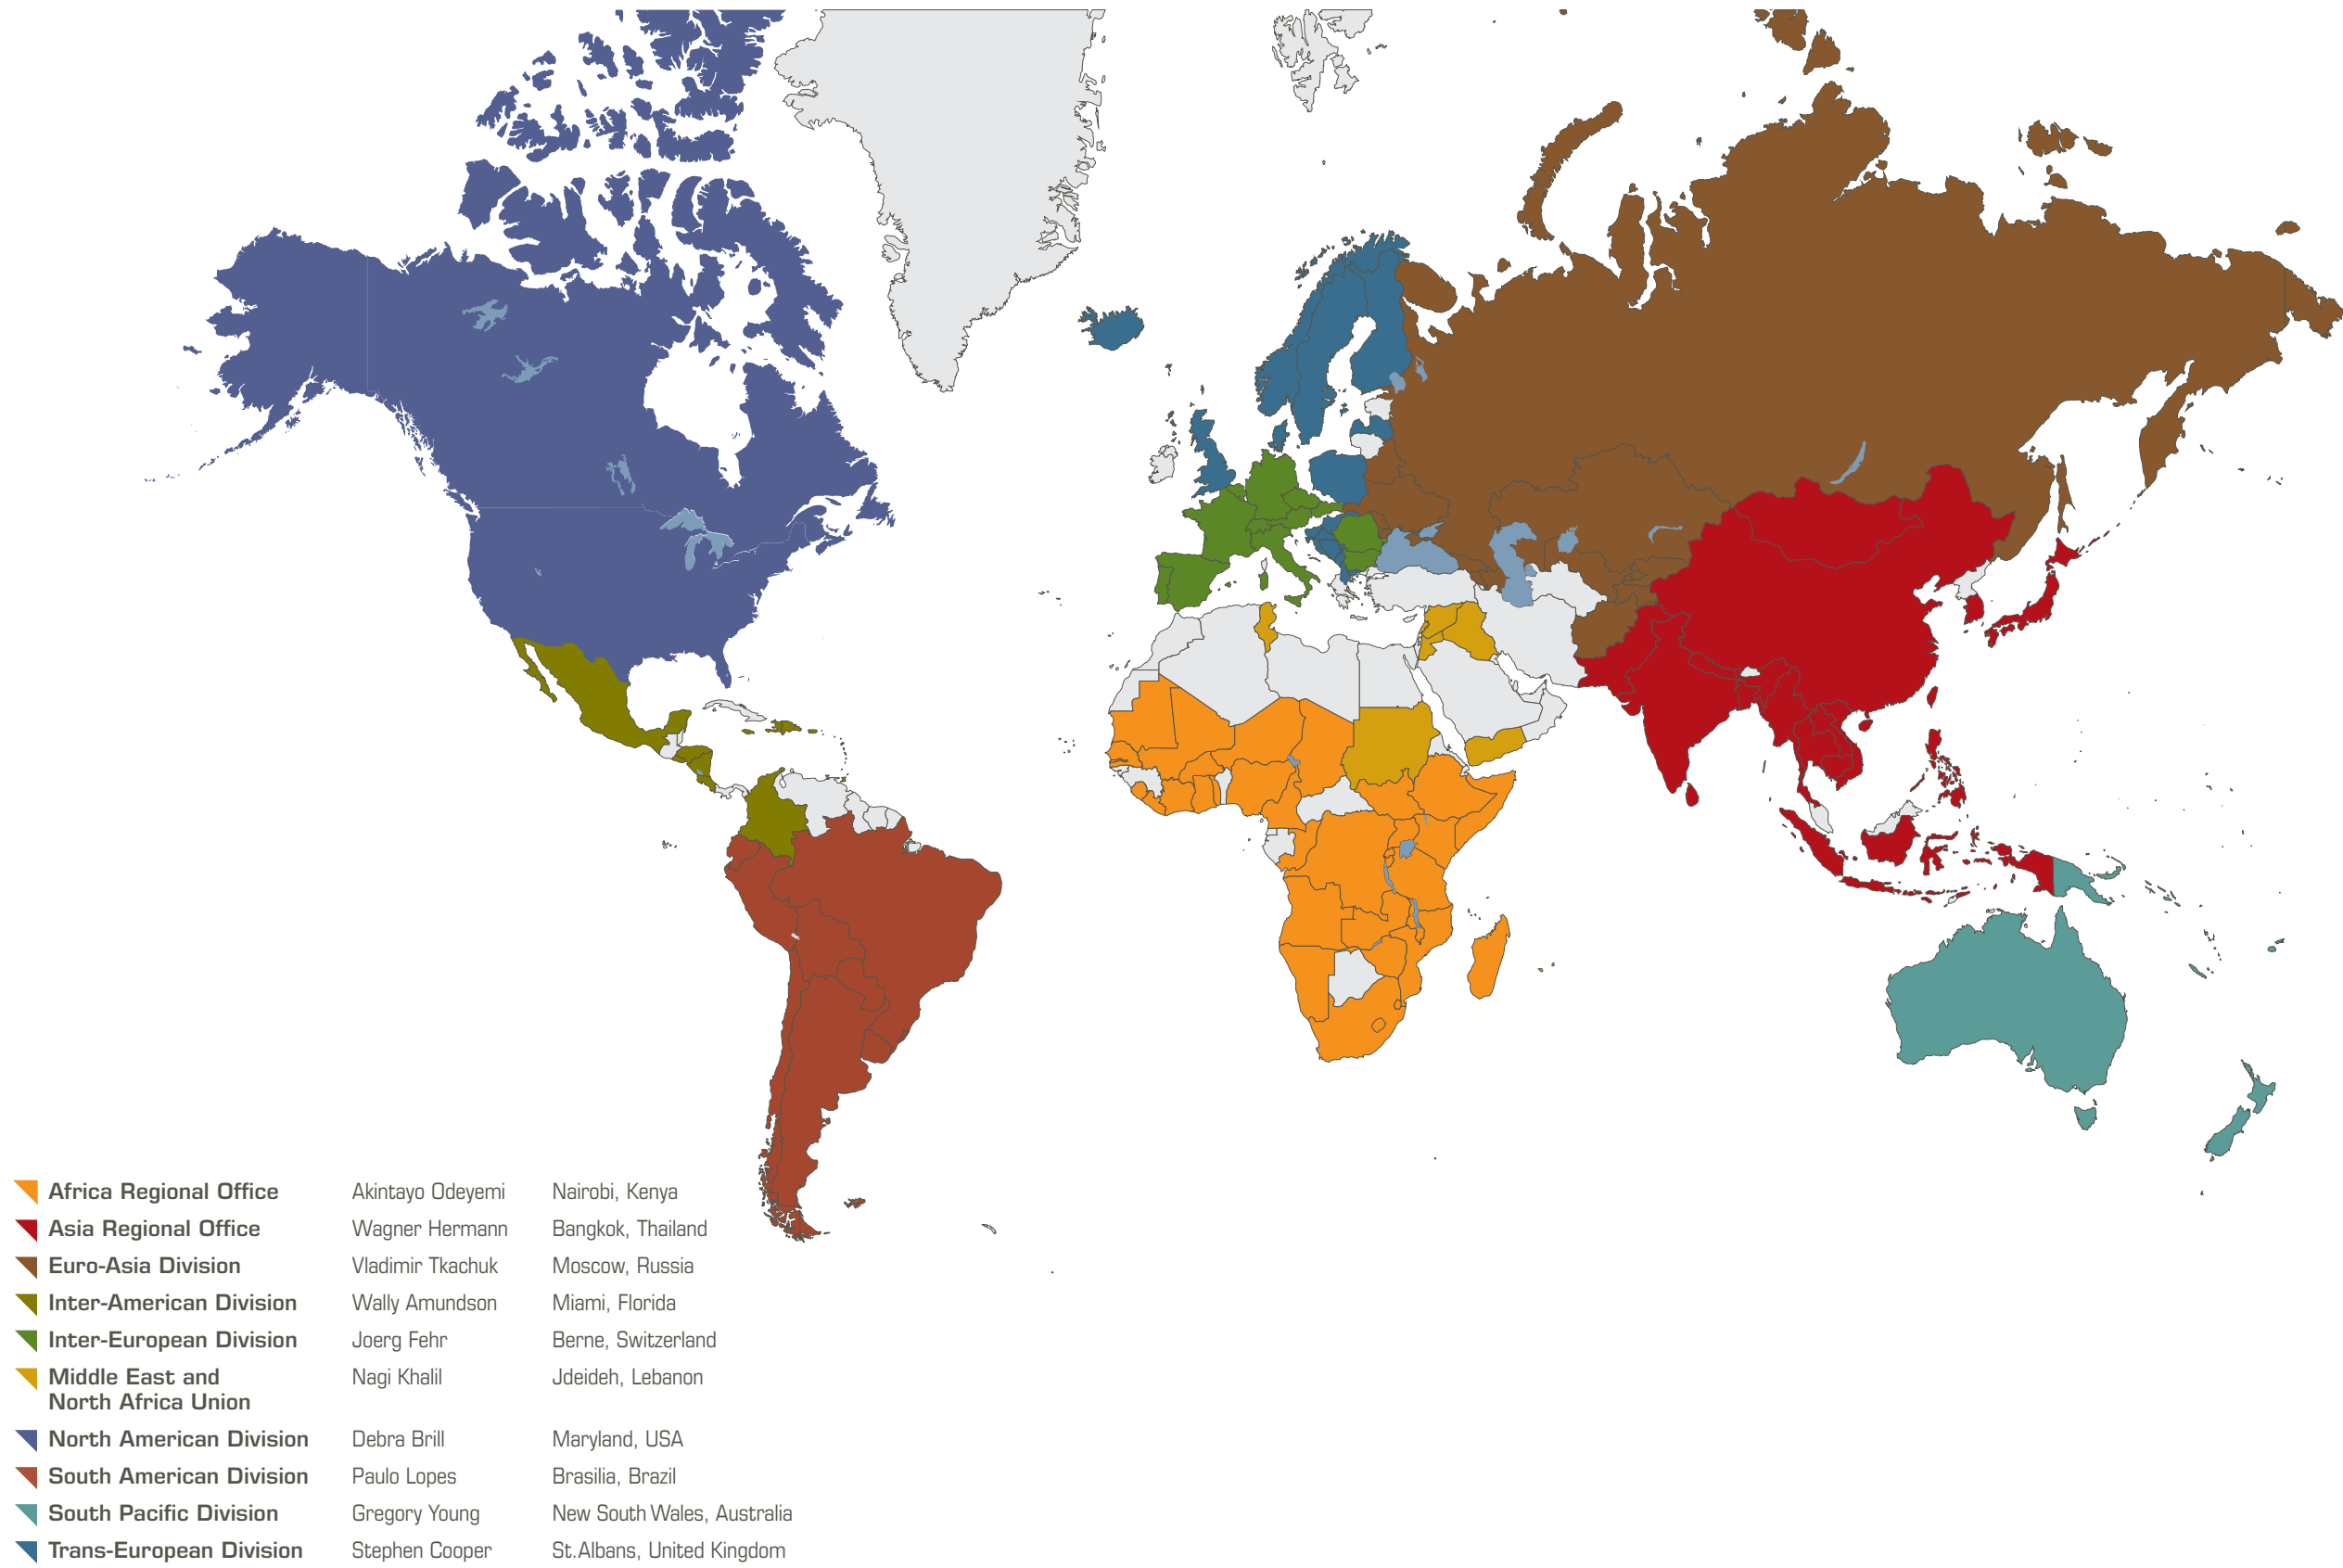 Africa Regional Office Akintayo Odeyemi Nairobi, Kenya
Asia Regional Office Wagner Hermann Bangkok, Thailand
Euro-Asia Division Vladimir Tkachuk Moscow, Russia
Inter-American Division Wally Amundson Miami, Florida
Inter-European Division Joerg Fehr Berne, Switzerland
Middle East and Nagi Khalil Jdeideh, Lebanon
North Africa Union
North American Division Debra Brill Maryland, USA
South American Division Paulo Lopes Brasilia, Brazil
South Pacific Division Gregory Young New South Wales, Australia
Trans-European Division Stephen Cooper St.Albans, United Kingdom